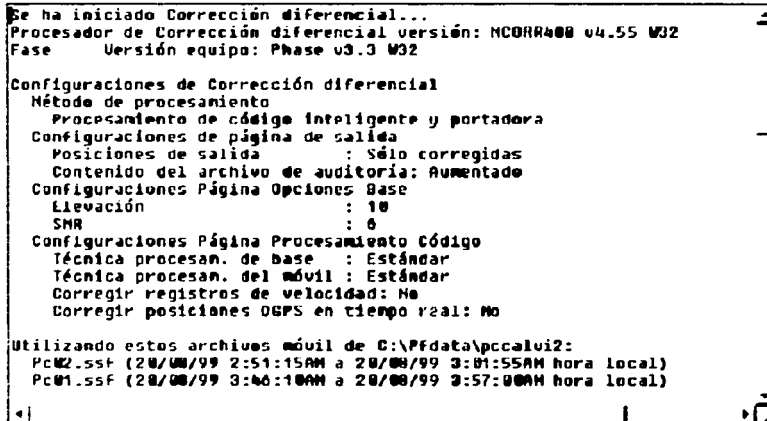 Se ha iniciado Corrección diferencial...
Procesador de Corrección diferencial versión: MCORR400 v4.55 W32
Fase Versión equipo: Phase v3.3 W32
Configuraciones de Corrección diferencial
Método de procesamiento
Procesamiento de código inteligente y portadora
Configuraciones de página de salida
Posiciones de salida : Sólo corregidas
Contenido del archivo de auditoría: Aumentado
Configuraciones Página Opciones Base
Elevación : 10
SNR : 6
Configuraciones Página Procesamiento Código
Técnica procesan. de base : Estándar
Técnica procesan. del móvil : Estándar
Corregir registros de velocidad: No
Corregir posiciones DGPS en tiempo real: No
Utilizando estos archivos móvil de C:\Pfdata\pccalvi2:
Pc02.ssf (20/08/99 2:51:15AM a 20/08/99 3:01:55AM hora local)
Pc01.ssf (20/08/99 3:46:10AM a 20/08/99 3:57:00AM hora local)